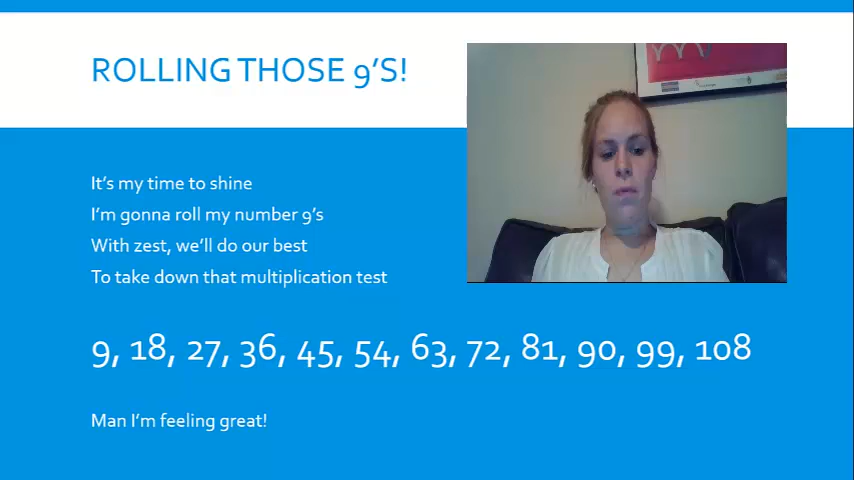 ROLLING THOSE 9'S!
It's my time to shine
I'm gonna roll my number 9's
With zest, we'll do our best
To take down that multiplication test
9, 18, 27, 36, 45, 54, 63, 72, 81, 90, 99, 108
Man I'm feeling great!